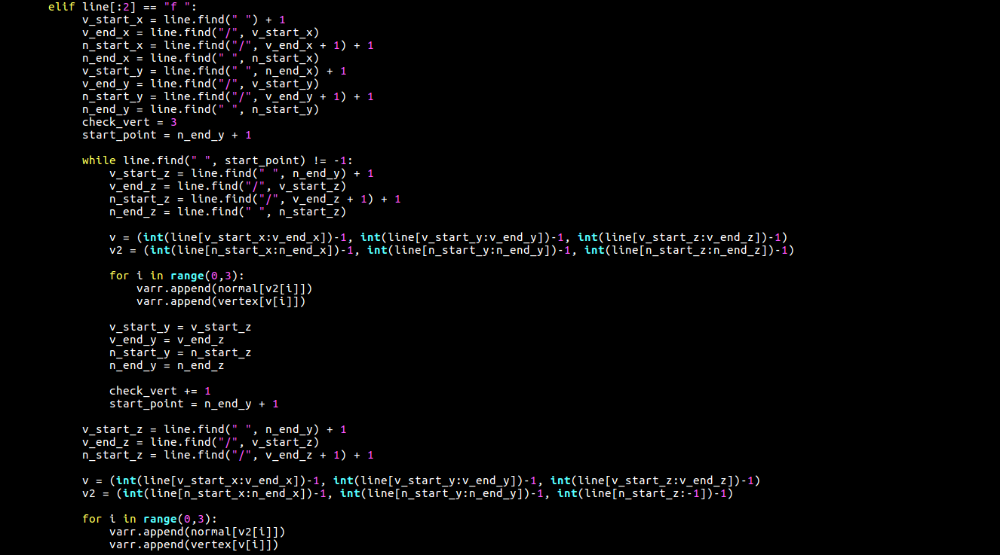 elif line[:2] == "f ":
v_start_x = line.find(" ") + 1
v_end_x = line.find("/", v_start_x)
n_start_x = line.find("/", v_end_x + 1) + 1
n_end_x = line.find(" ", n_start_x)
v_start_y = line.find(" ", n_end_x) + 1
v_end_y = line.find("/", v_start_y)
n_start_y = line.find("/", v_end_y + 1) + 1
n_end_y = line.find(" ", n_start_y)
check_vert = 3
start_point = n_end_y + 1
while line.find(" ", start_point) != -1:
v_start_z = line.find(" ", n_end_y) + 1
v_end_z = line.find("/", v_start_z)
n_start_z = line.find("/", v_end_z + 1) + 1
n_end_z = line.find(" ", n_start_z)
v = (int(line[v_start_x:v_end_x])-1, int(line[v_start_y:v_end_y])-1, int(line[v_start_z:v_end_z])-1)
v2 = (int(line[n_start_x:n_end_x])-1, int(line[n_start_y:n_end_y])-1, int(line[n_start_z:n_end_z])-1)
for i in range(0,3):
varr.append(normal[v2[i]])
varr.append(vertex[v[i]])
v_start_y = v_start_z
v_end_y = v_end_z
n_start_y = n_start_z
n_end_y = n_end_z
check_vert += 1
start_point = n_end_y + 1
v_start_z = line.find(" ", n_end_y) + 1
v_end_z = line.find("/", v_start_z)
n_start_z = line.find("/", v_end_z + 1) + 1
v = (int(line[v_start_x:v_end_x])-1, int(line[v_start_y:v_end_y])-1, int(line[v_start_z:v_end_z])-1)
v2 = (int(line[n_start_x:n_end_x])-1, int(line[n_start_y:n_end_y])-1, int(line[n_start_z:-1])-1)
for i in range(0,3):
varr.append(normal[v2[i]])
varr.append(vertex[v[i]])